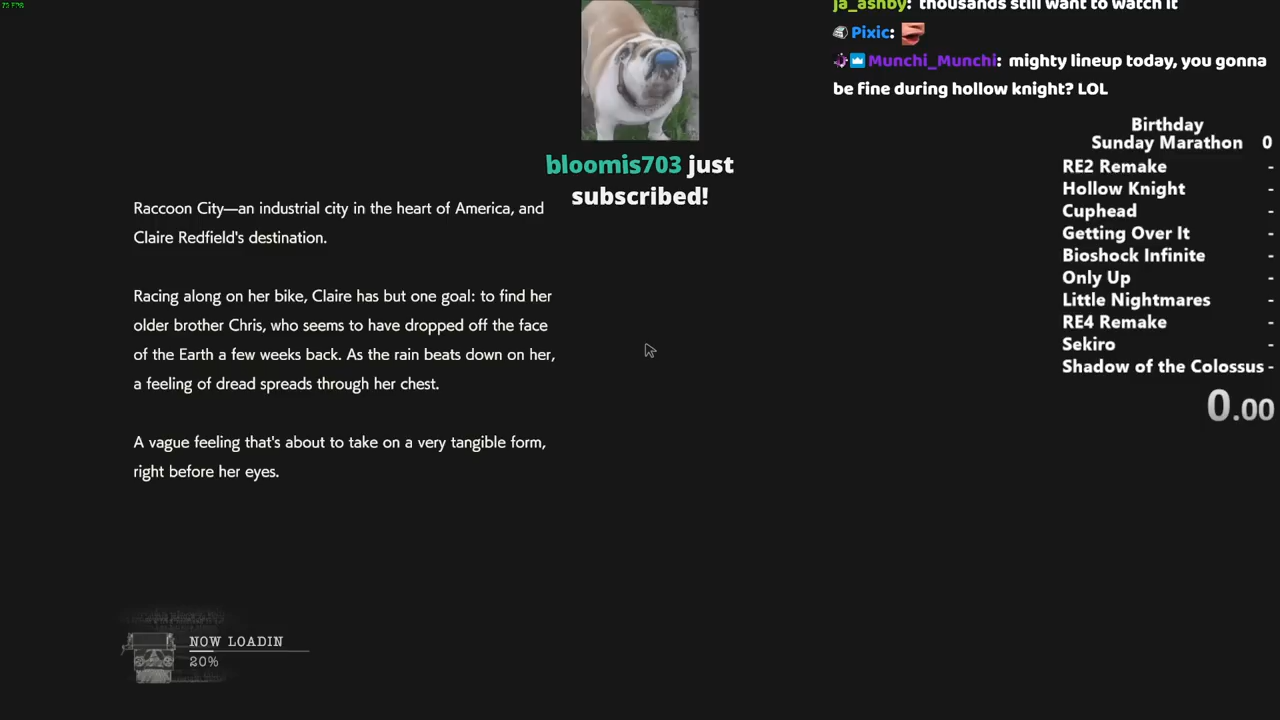 75 FPS
ja_ashby: thousands still want to watch it
Pixic:
Munchi_Munchi: mighty lineup today, you gonna
be fine during hollow knight? LOL
bloomis703 just
subscribed!
Birthday
Sunday Marathon 0
RE2 Remake -
Hollow Knight -
Cuphead -
Getting Over It -
Bioshock Infinite -
Only Up -
Little Nightmares -
RE4 Remake -
Sekiro -
Shadow of the Colossus -
0.00
Raccoon City—an industrial city in the heart of America, and
Claire Redfield's destination.
Racing along on her bike, Claire has but one goal: to find her
older brother Chris, who seems to have dropped off the face
of the Earth a few weeks back. As the rain beats down on her,
a feeling of dread spreads through her chest.
A vague feeling that's about to take on a very tangible form,
right before her eyes.
NOW LOADIN
20%